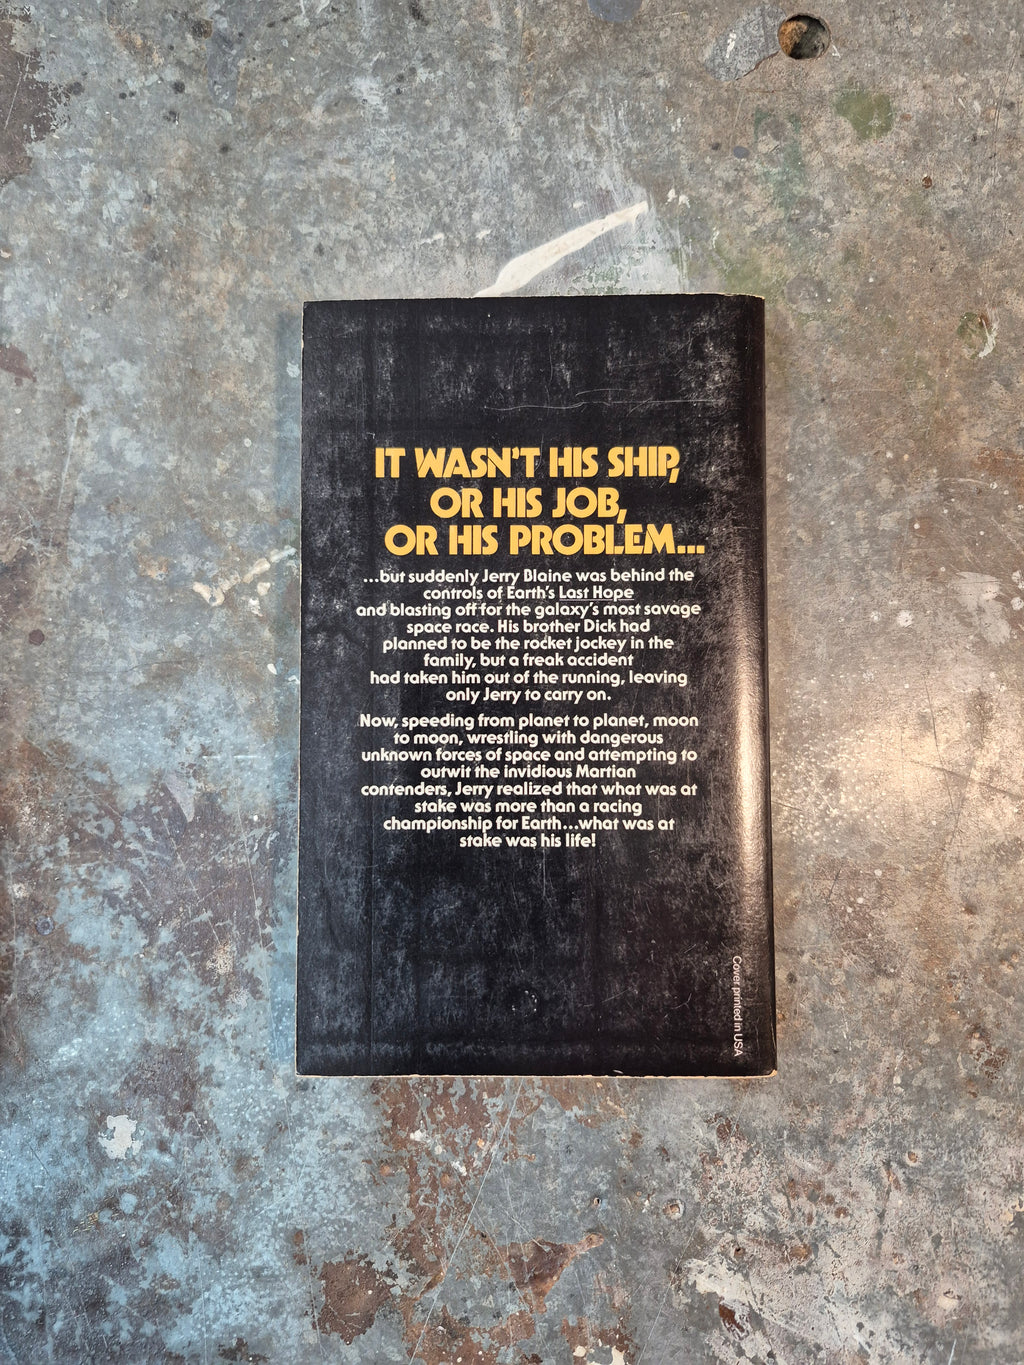 IT WASN'T HIS SHIP,
OR HIS JOB,
OR HIS PROBLEM...
...but suddenly Jerry Blaine was behind the
controls of Earth's Last Hope
and blasting off for the galaxy's most savage
space race. His brother Dick had
planned to be the rocket jockey in the
family, but a freak accident
had taken him out of the running, leaving
only Jerry to carry on.
Now, speeding from planet to planet, moon
to moon, wrestling with dangerous
unknown forces of space and attempting to
outwit the invidious Martian
contenders, Jerry realized that what was at
stake was more than a racing
championship for Earth...what was at
stake was his life!
Cover printed in USA